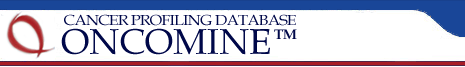 CANCER PROFILING DATABASE
ONCOMINE™